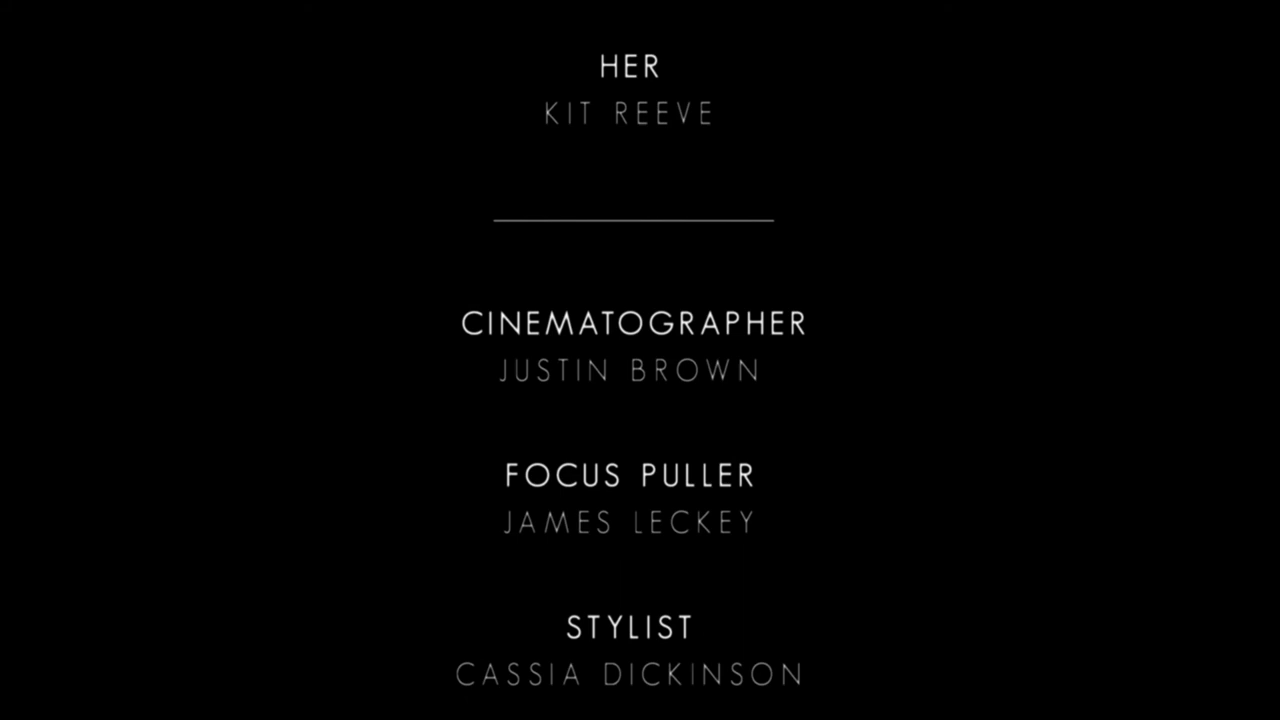 HER
KIT REEVE
CINEMATOGRAPHER
JUSTIN BROWN
FOCUS PULLER
JAMES LECKEY
STYLIST
CASSIA DICKINSON